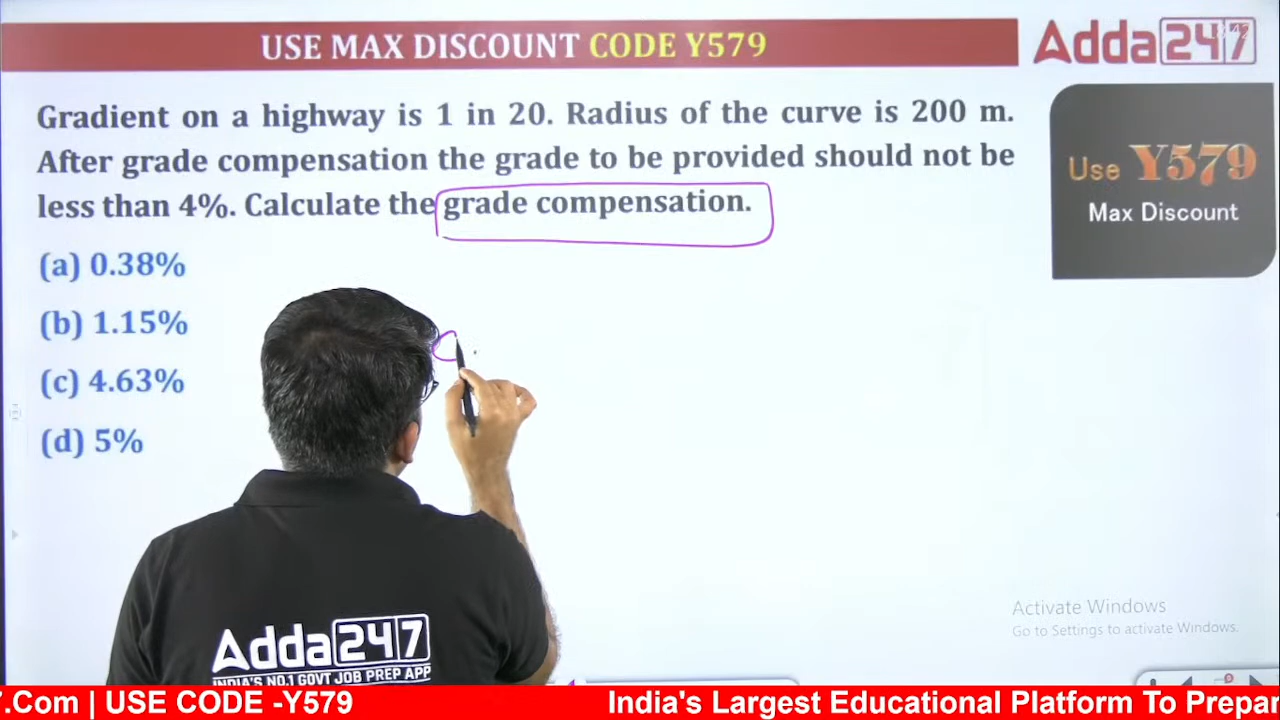 USE MAX DISCOUNT CODE Y579
Adda247
Gradient on a highway is 1 in 20. Radius of the curve is 200 m.
After grade compensation the grade to be provided should not be
less than 4%. Calculate the grade compensation.
Use Y579
Max Discount
(a) 0.38%
(b) 1.15%
(c) 4.63%
(d) 5%
Activate Windows
Go to Settings to activate Windows.
Adda247
INDIA'S NO.1 GOVT JOB PREP APP
7.Com | USE CODE -Y579
India's Largest Educational Platform To Prepar